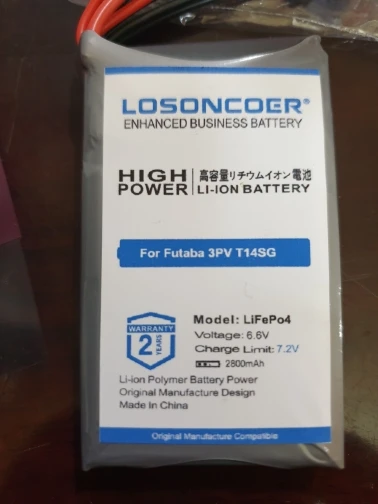 LOSONCOER®
ENHANCED BUSINESS BATTERY
HIGH POWER
高容量リチウムイオン電池
LI-ION BATTERY
For Futaba 3PV T14SG
WARRANTY
2 YEARS
Model: LiFePo4
Voltage: 6.6V
Charge Limit: 7.2V
2800mAh
Li-ion Polymer Battery Power
Original Manufacture Design
Made In China
Original Manufacture Compatible